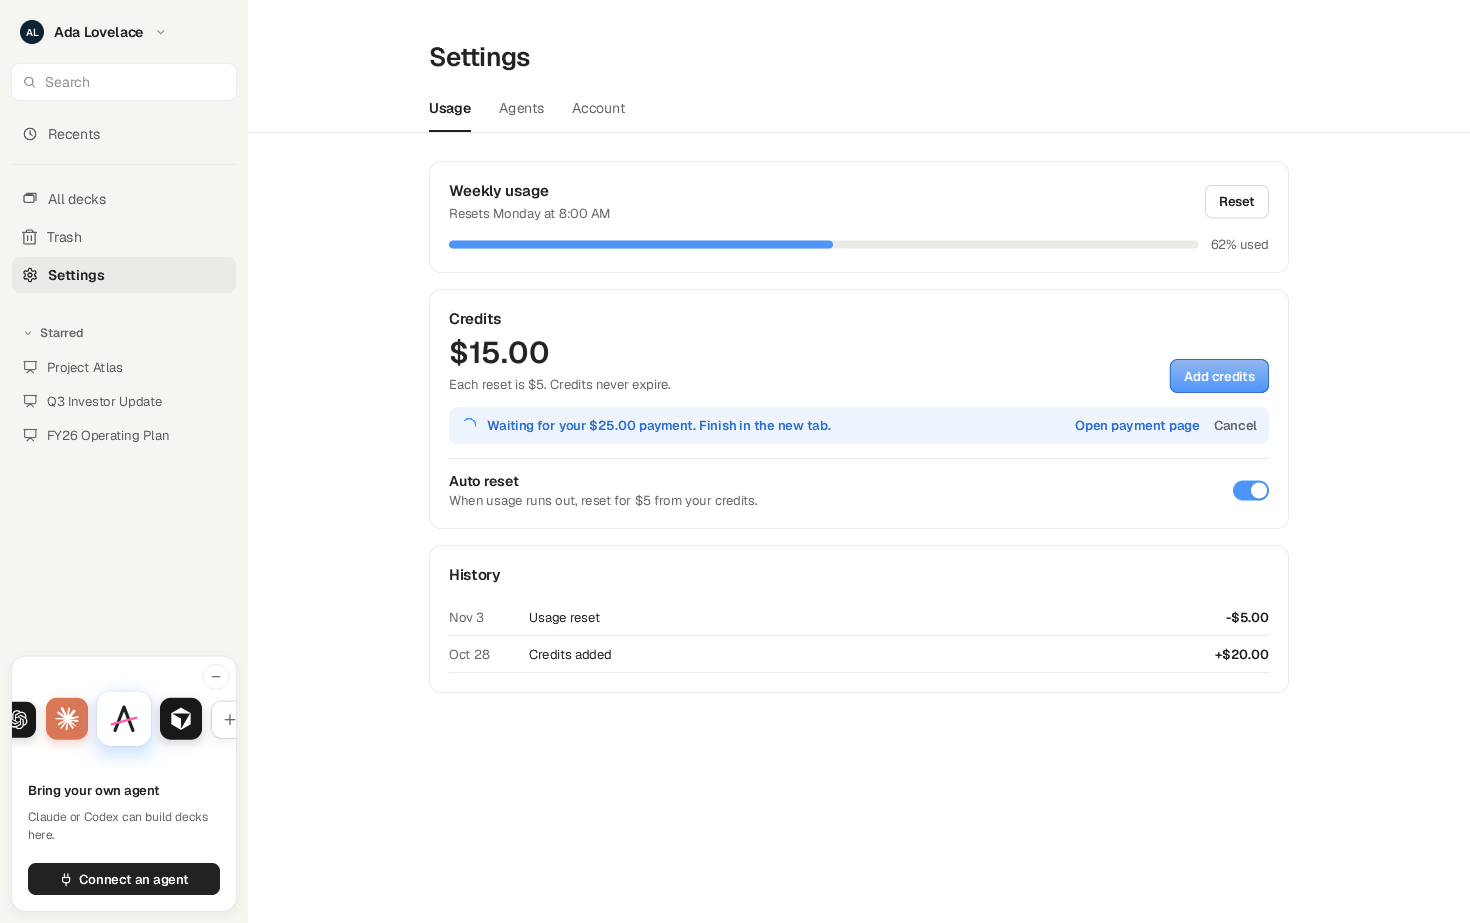 AL
Ada Lovelace
Search
Recents
All decks
Trash
Settings
Starred
Project Atlas
Q3 Investor Update
FY26 Operating Plan
Bring your own agent
Claude or Codex can build decks
here.
Connect an agent
Settings
Usage Agents Account
Weekly usage
Resets Monday at 8:00 AM
Reset
62% used
Credits
$15.00
Each reset is $5. Credits never expire.
Add credits
Waiting for your $25.00 payment. Finish in the new tab. Open payment page Cancel
Auto reset
When usage runs out, reset for $5 from your credits.
History
Nov 3 Usage reset -$5.00
Oct 28 Credits added +$20.00